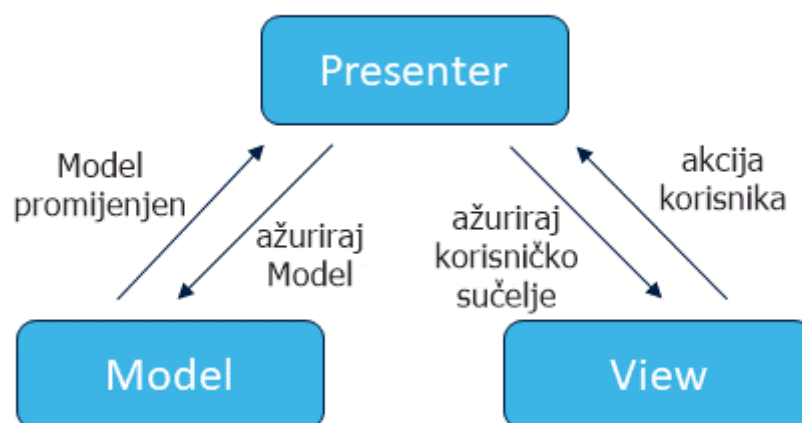 Presenter
Model
promijenjen
ažuriraj
Model
ažuriraj
korisničko
sučelje
akcija
korisnika
Model
View